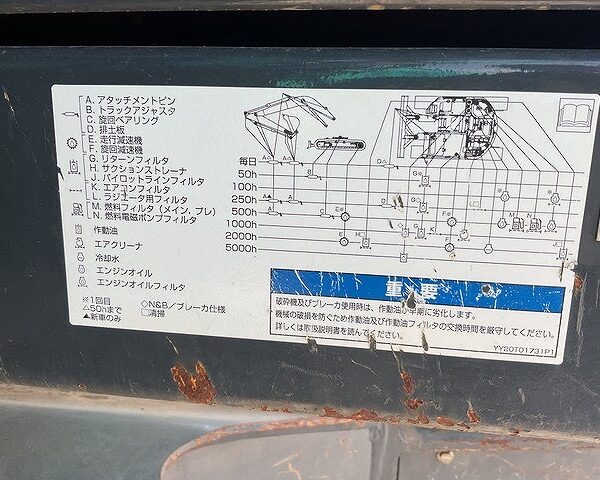 A. アタッチメントピン
B. トラックアジャスタ
C. 旋回ベアリング
D. 排土板
E. 走行減速機
F. 旋回減速機
G. リターンフィルタ
H. サクションストレーナ
J. パイロットラインフィルタ
K. エアコンフィルタ
L. ラジエータ用フィルタ
M. 燃料フィルタ（メイン、プレ）
N. 燃料電磁ポンプフィルタ
作動油
エアクリーナ
冷却水
エンジンオイル
エンジンオイルフィルタ
※1回目
△50hまで
▲新車のみ
◇N&B／ブレーカ仕様
□清掃
毎日
50h
100h
250h
500h
1000h
2000h
5000h
重要
破砕機及びブレーカ使用時は、作動油が早期に劣化します。
機械の破損を防ぐため作動油及び作動油フィルタの交換時間を厳守してください。
詳しくは取扱説明書を読んでください。
YY20T01731P1